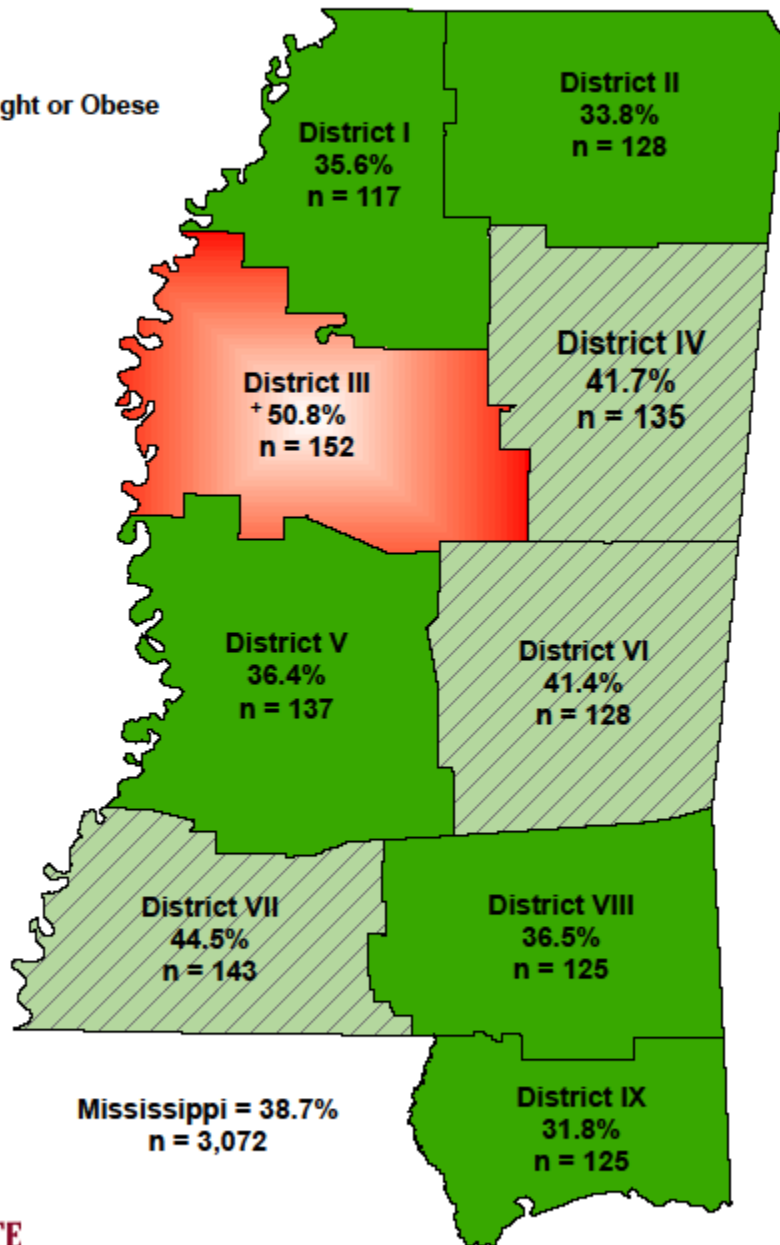 or Obese
District I
35.6%
n = 117
District II
33.8%
n = 128
District III
+ 50.8%
n = 152
District IV
41.7%
n = 135
District V
36.4%
n = 137
District VI
41.4%
n = 128
District VII
44.5%
n = 143
District VIII
36.5%
n = 125
Mississippi = 38.7%
n = 3,072
District IX
31.8%
n = 125